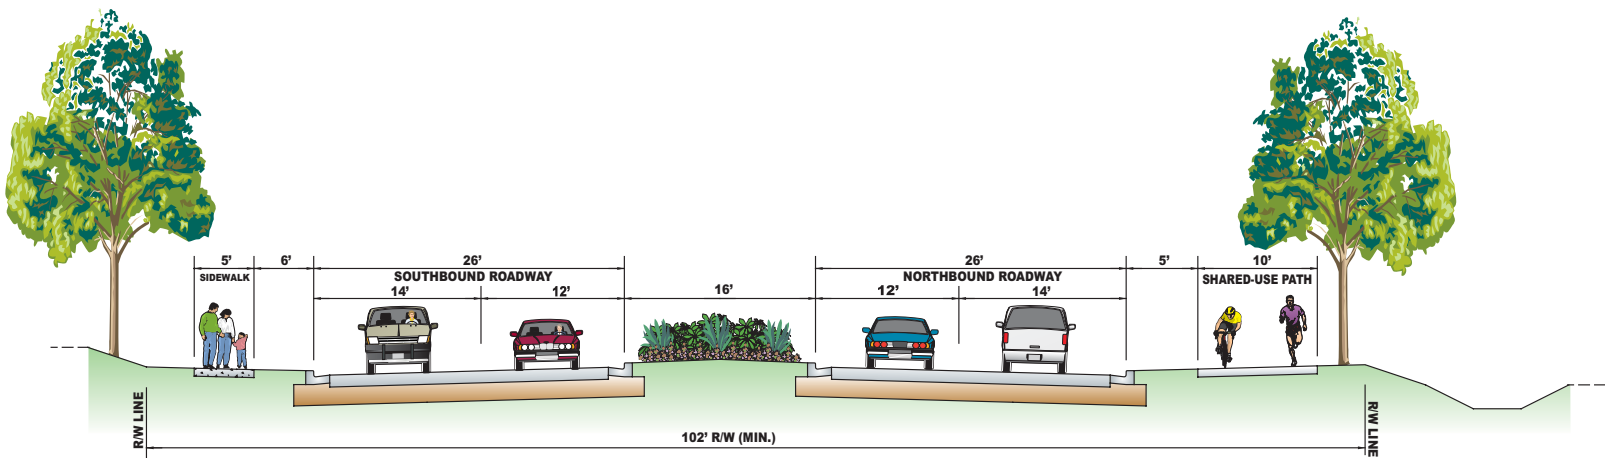 5' 6' 26' 26' 5' 10'
SIDEWALK SOUTHBOUND ROADWAY NORTHBOUND ROADWAY SHARED-USE PATH
14' 12' 16' 12' 14'
R/W LINE
R/W LINE
102' R/W (MIN.)